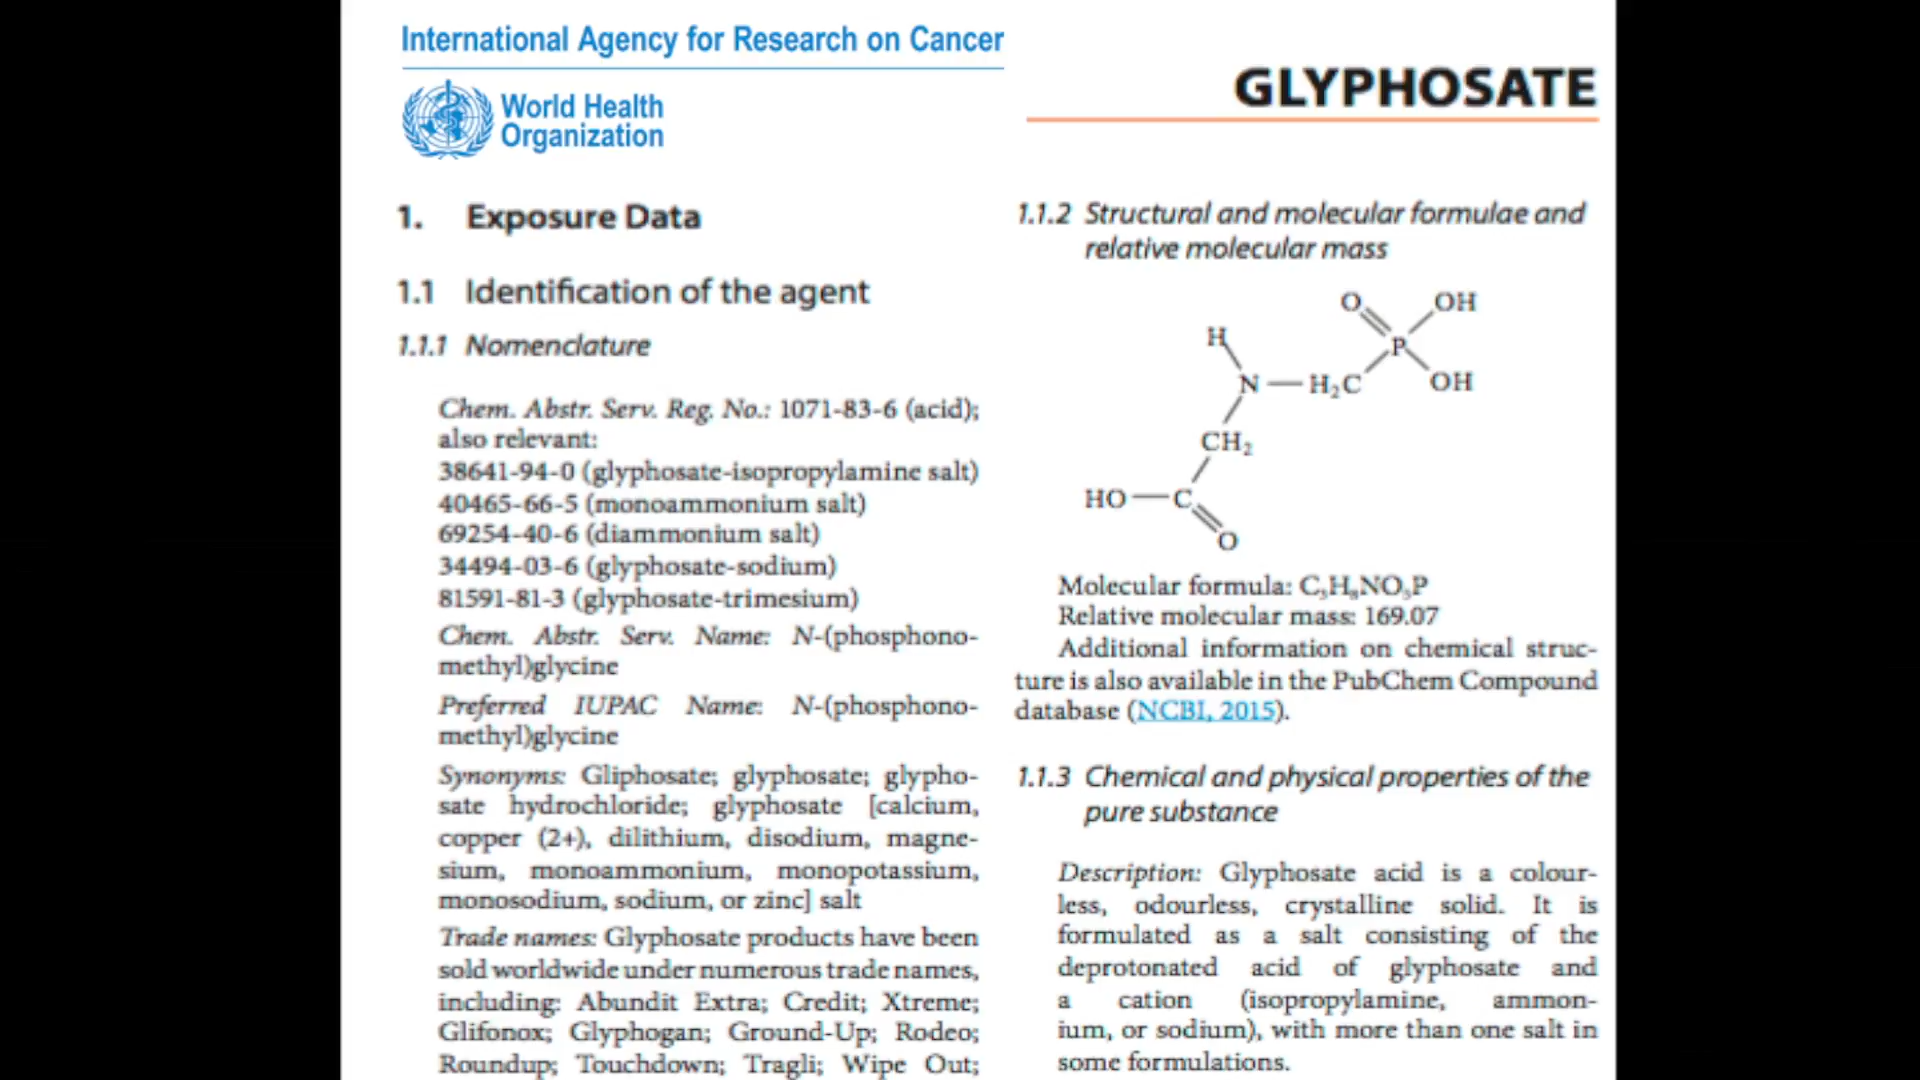 International Agency for Research on Cancer
World Health
Organization
GLYPHOSATE
1. Exposure Data
1.1 Identification of the agent
1.1.1 Nomenclature
Chem. Abstr. Serv. Reg. No.: 1071-83-6 (acid);
also relevant:
38641-94-0 (glyphosate-isopropylamine salt)
40465-66-5 (monoammonium salt)
69254-40-6 (diammonium salt)
34494-03-6 (glyphosate-sodium)
81591-81-3 (glyphosate-trimesium)
Chem. Abstr. Serv. Name: N-(phosphono-
methyl)glycine
Preferred IUPAC Name: N-(phosphono-
methyl)glycine
Synonyms: Gliphosate; glyphosate; glypho-
sate hydrochloride; glyphosate [calcium,
copper (2+), dilithium, disodium, magne-
sium, monoammonium, monopotassium,
monosodium, sodium, or zinc] salt
Trade names: Glyphosate products have been
sold worldwide under numerous trade names,
including: Abundit Extra; Credit; Xtreme;
Glifonox; Glyphogan; Ground-Up; Rodeo;
Roundup; Touchdown; Tragli; Wipe Out;
1.1.2 Structural and molecular formulae and
relative molecular mass
O OH
H P
N H₂C OH
CH₂
HO C
O
Molecular formula: C₃H₈NO₅P
Relative molecular mass: 169.07
Additional information on chemical struc-
ture is also available in the PubChem Compound
database (NCBI, 2015).
1.1.3 Chemical and physical properties of the
pure substance
Description: Glyphosate acid is a colour-
less, odourless, crystalline solid. It is
formulated as a salt consisting of the
deprotonated acid of glyphosate and
a cation (isopropylamine, ammon-
ium, or sodium), with more than one salt in
some formulations.